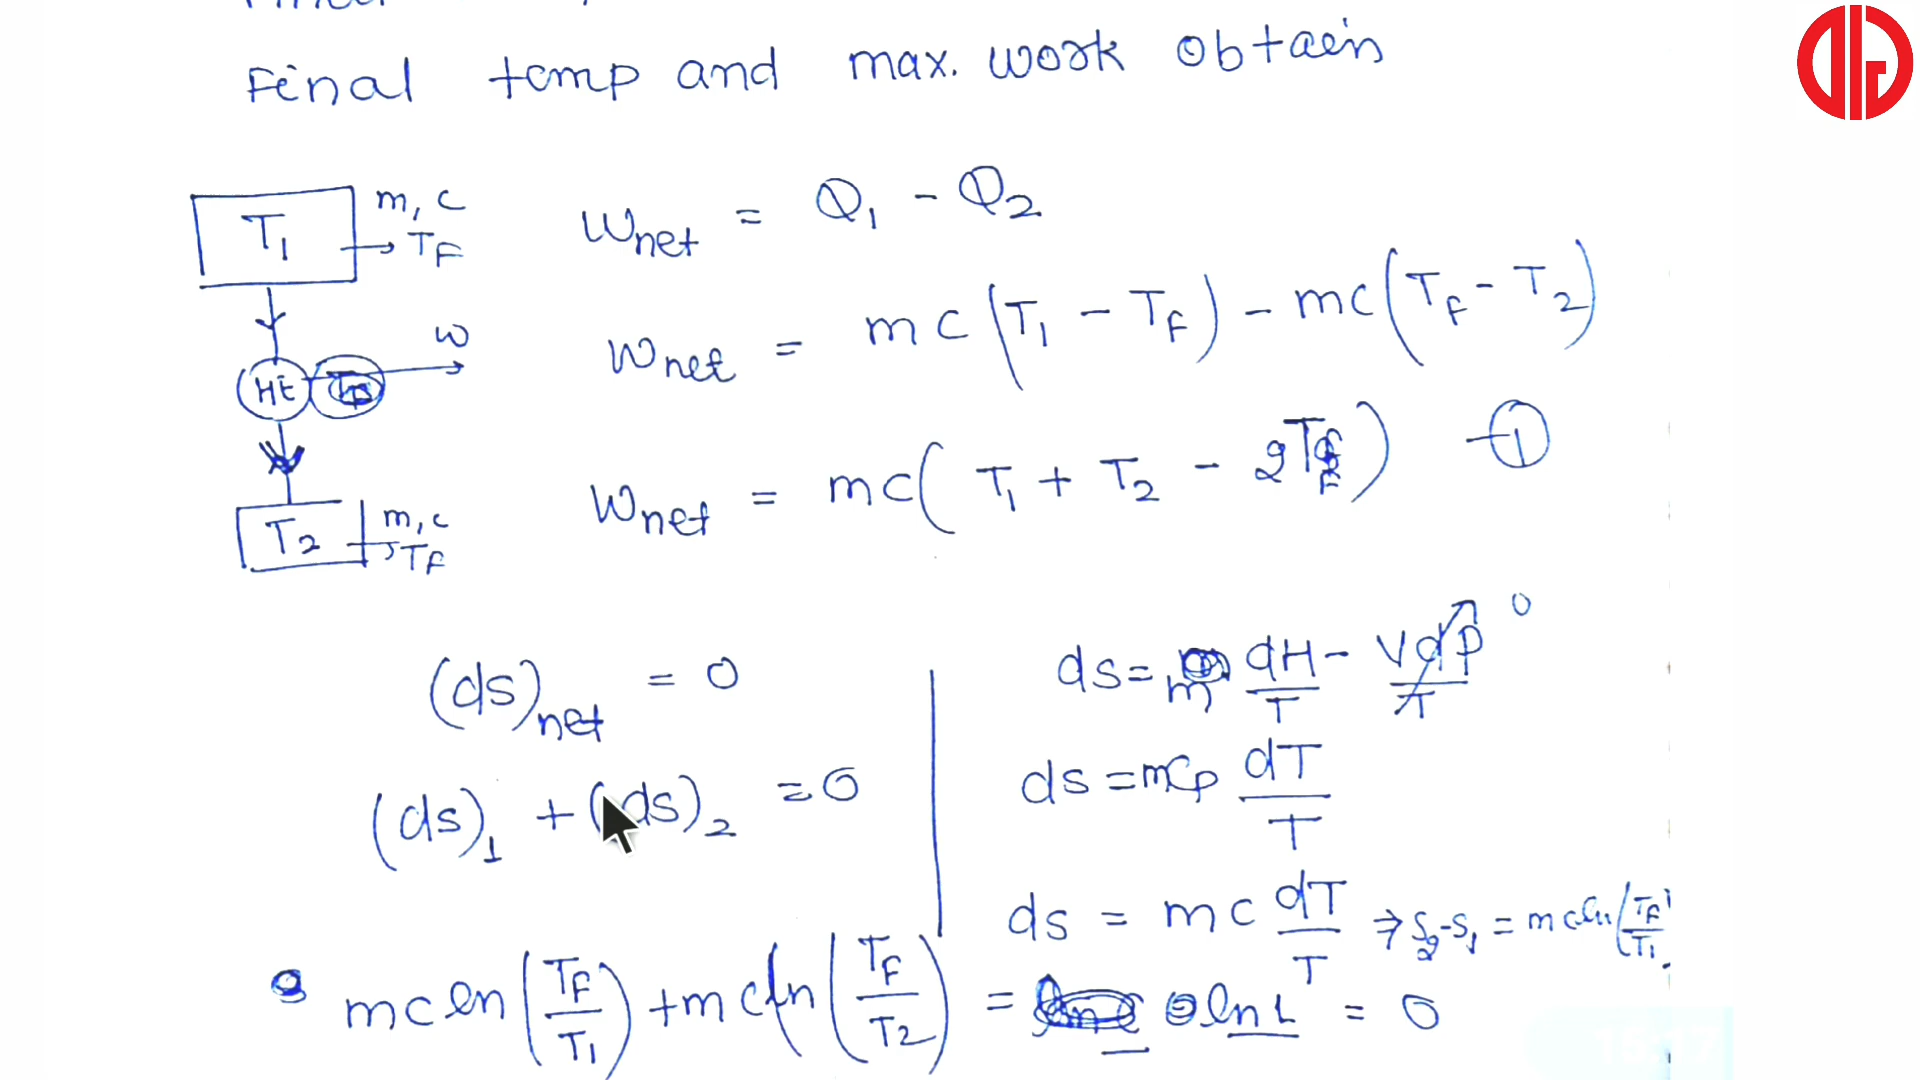 Final temp and max. work obtain
T1 m, c
→ TF
W
HE
T2 m, c
→ TF
Wnet = Q1 - Q2
Wnet = mc (T1 - TF) - mc (TF - T2)
Wnet = mc ( T1 + T2 - 2TF ) - 1
(ds)net = 0
(ds)1 + (ds)2 = 0
ds = m dH/T - Vdp/T 0
ds = mCp dT/T
ds = mc dT/T ⇒ S2-S1 = mc ln (TF/T1
mc ln (TF/T1) + mc ln (TF/T2) = ln 1 = 0